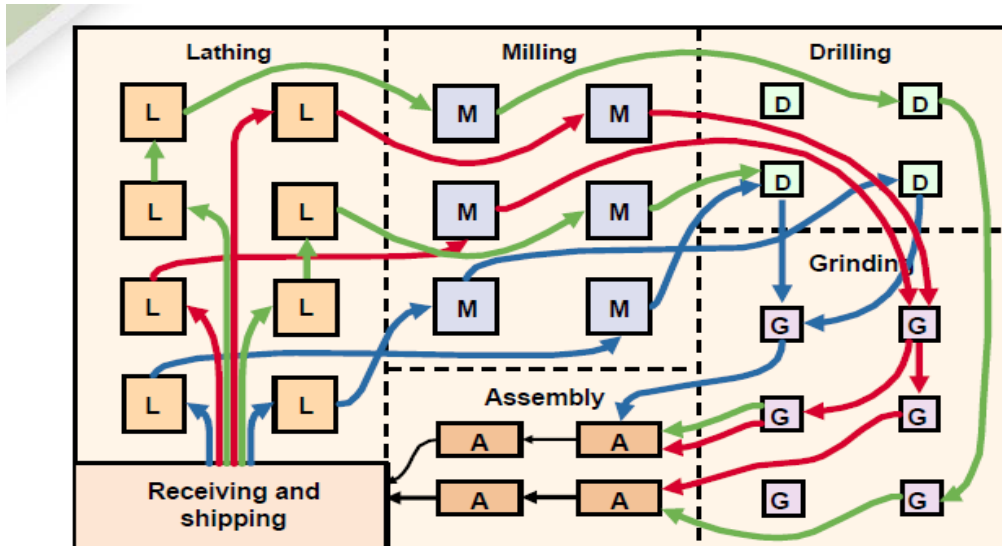 Lathing Milling Drilling
L L M M D D
L L M M D D
Grinding
L L M M G G
L L Assembly G G
A A
Receiving and
shipping
A A G G